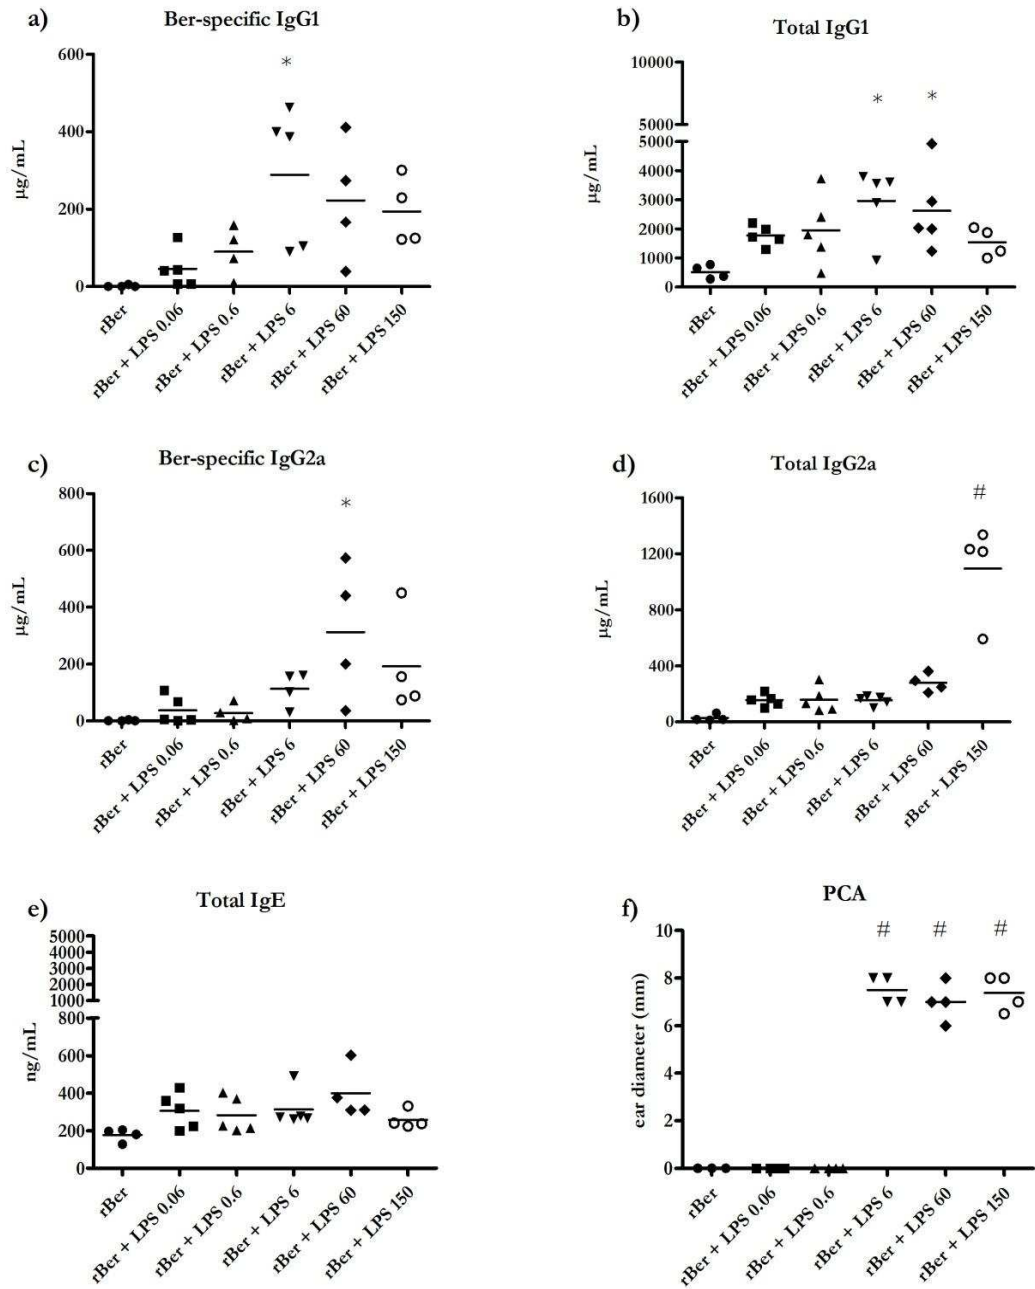 a)
Ber-specific IgG1
*
600
400
200
0
μg/mL
rBer
rBer + LPS 0.06
rBer + LPS 0.6
rBer + LPS 6
rBer + LPS 60
rBer + LPS 150
b)
Total IgG1
* *
10000
5000
5000
4000
3000
2000
1000
0
μg/mL
rBer
rBer + LPS 0.06
rBer + LPS 0.6
rBer + LPS 6
rBer + LPS 60
rBer + LPS 150
c)
Ber-specific IgG2a
*
800
600
400
200
0
μg/mL
rBer
rBer + LPS 0.06
rBer + LPS 0.6
rBer + LPS 6
rBer + LPS 60
rBer + LPS 150
d)
Total IgG2a
#
1600
1200
800
400
0
μg/mL
rBer
rBer + LPS 0.06
rBer + LPS 0.6
rBer + LPS 6
rBer + LPS 60
rBer + LPS 150
e)
Total IgE
5000
4000
3000
2000
1000
800
600
400
200
0
ng/mL
rBer
rBer + LPS 0.06
rBer + LPS 0.6
rBer + LPS 6
rBer + LPS 60
rBer + LPS 150
f)
PCA
# # #
10
8
6
4
2
0
ear diameter (mm)
rBer
rBer + LPS 0.06
rBer + LPS 0.6
rBer + LPS 6
rBer + LPS 60
rBer + LPS 150